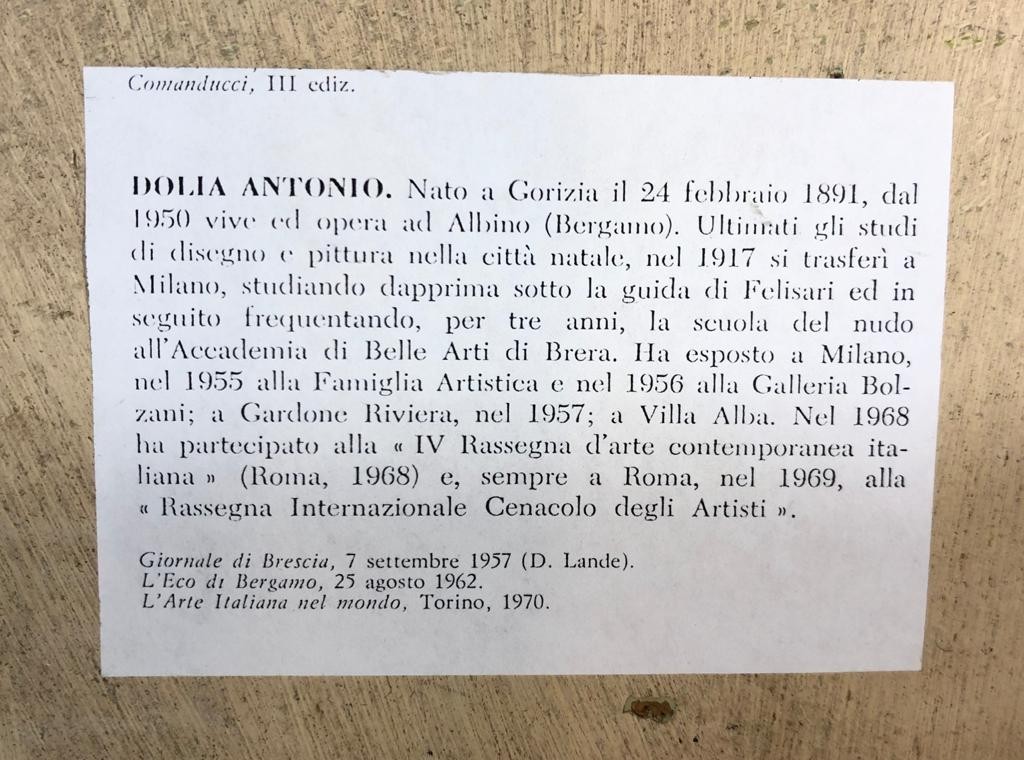 Comanducci, III ediz.
DOLIA ANTONIO. Nato a Gorizia il 24 febbraio 1891, dal
1950 vive ed opera ad Albino (Bergamo). Ultimati gli studi
di disegno e pittura nella città natale, nel 1917 si trasferì a
Milano, studiando dapprima sotto la guida di Felisari ed in
seguito frequentando, per tre anni, la scuola del nudo
all'Accademia di Belle Arti di Brera. Ha esposto a Milano,
nel 1955 alla Famiglia Artistica e nel 1956 alla Galleria Bol-
zani; a Gardone Riviera, nel 1957; a Villa Alba. Nel 1968
ha partecipato alla « IV Rassegna d'arte contemporanea ita-
liana » (Roma, 1968) e, sempre a Roma, nel 1969, alla
« Rassegna Internazionale Cenacolo degli Artisti ».
Giornale di Brescia, 7 settembre 1957 (D. Lande).
L'Eco di Bergamo, 25 agosto 1962.
L'Arte Italiana nel mondo, Torino, 1970.